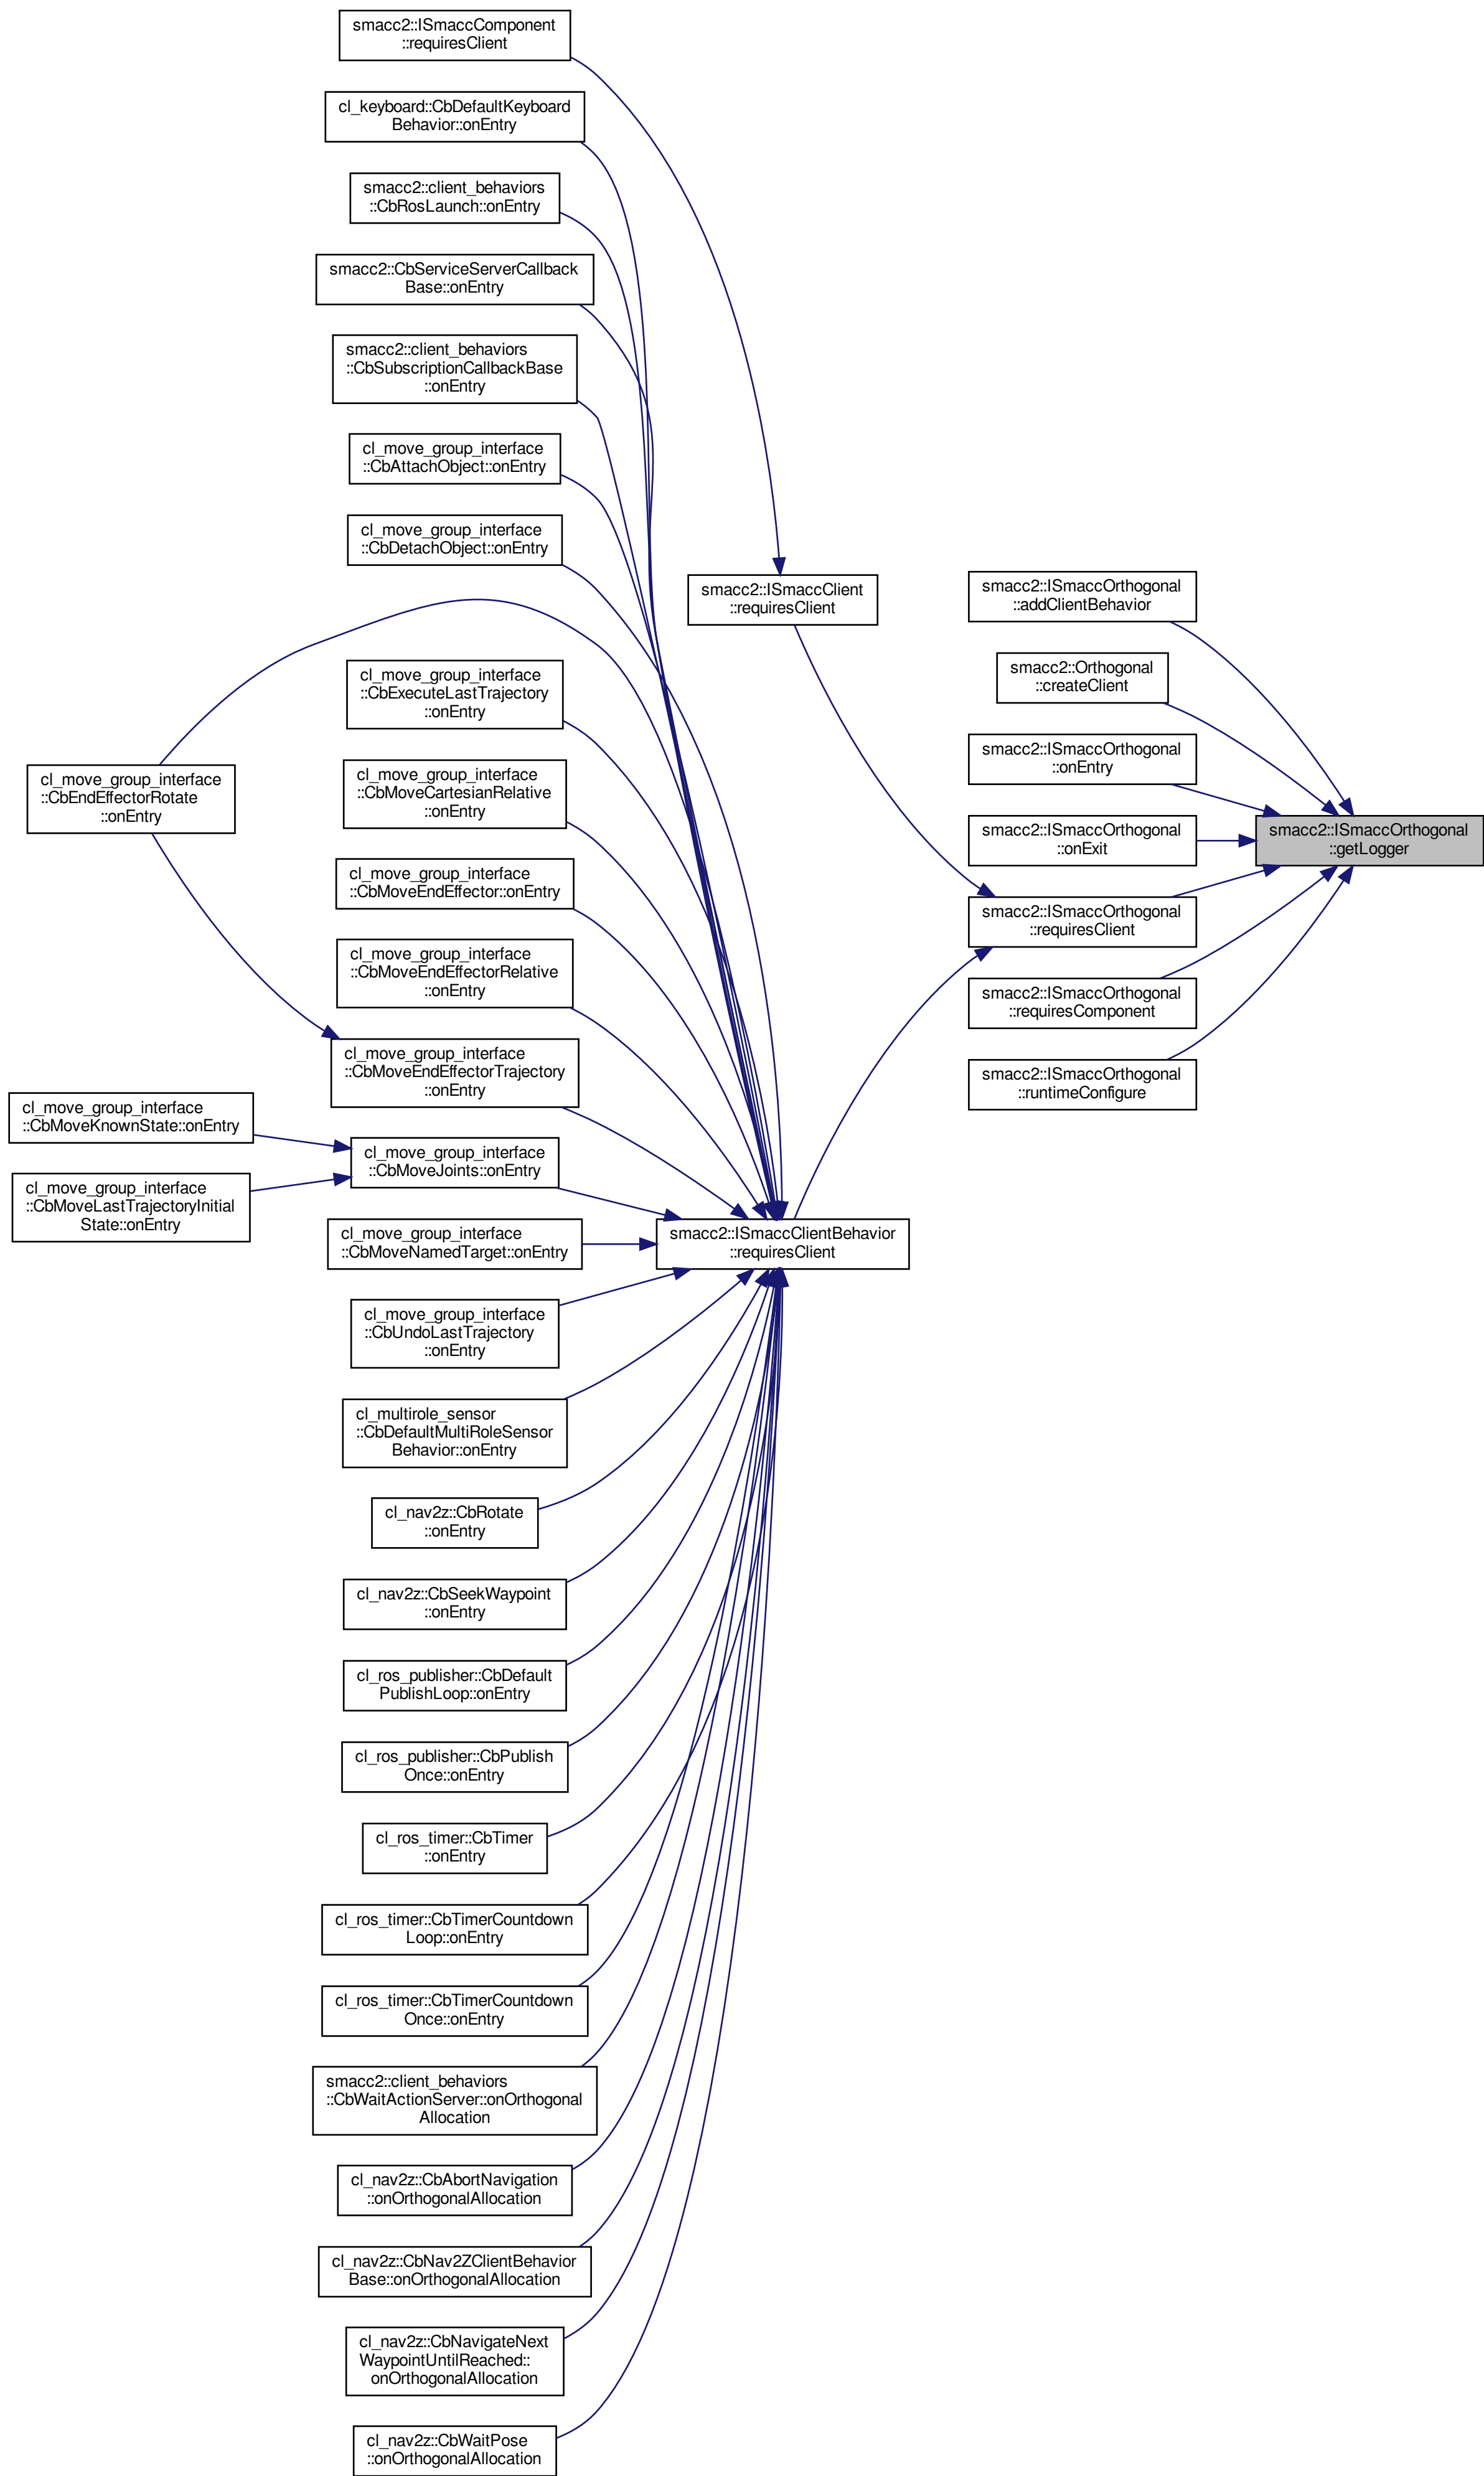 smacc2::ISmaccComponent
::requiresClient
cl_keyboard::CbDefaultKeyboard
Behavior::onEntry
smacc2::client_behaviors
::CbRosLaunch::onEntry
smacc2::CbServiceServerCallback
Base::onEntry
smacc2::client_behaviors
::CbSubscriptionCallbackBase
::onEntry
cl_move_group_interface
::CbAttachObject::onEntry
cl_move_group_interface
::CbDetachObject::onEntry
cl_move_group_interface
::CbExecuteLastTrajectory
::onEntry
cl_move_group_interface
::CbEndEffectorRotate
::onEntry
cl_move_group_interface
::CbMoveCartesianRelative
::onEntry
cl_move_group_interface
::CbMoveEndEffector::onEntry
cl_move_group_interface
::CbMoveEndEffectorRelative
::onEntry
cl_move_group_interface
::CbMoveEndEffectorTrajectory
::onEntry
cl_move_group_interface
::CbMoveKnownState::onEntry
cl_move_group_interface
::CbMoveLastTrajectoryInitial
State::onEntry
cl_move_group_interface
::CbMoveJoints::onEntry
cl_move_group_interface
::CbMoveNamedTarget::onEntry
cl_move_group_interface
::CbUndoLastTrajectory
::onEntry
cl_multirole_sensor
::CbDefaultMultiRoleSensor
Behavior::onEntry
cl_nav2z::CbRotate
::onEntry
cl_nav2z::CbSeekWaypoint
::onEntry
cl_ros_publisher::CbDefault
PublishLoop::onEntry
cl_ros_publisher::CbPublish
Once::onEntry
cl_ros_timer::CbTimer
::onEntry
cl_ros_timer::CbTimerCountdown
Loop::onEntry
cl_ros_timer::CbTimerCountdown
Once::onEntry
smacc2::client_behaviors
::CbWaitActionServer::onOrthogonal
Allocation
cl_nav2z::CbAbortNavigation
::onOrthogonalAllocation
cl_nav2z::CbNav2ZClientBehavior
Base::onOrthogonalAllocation
cl_nav2z::CbNavigateNext
WaypointUntilReached::
onOrthogonalAllocation
cl_nav2z::CbWaitPose
::onOrthogonalAllocation
smacc2::ISmaccClient
::requiresClient
smacc2::ISmaccClientBehavior
::requiresClient
smacc2::ISmaccOrthogonal
::addClientBehavior
smacc2::Orthogonal
::createClient
smacc2::ISmaccOrthogonal
::onEntry
smacc2::ISmaccOrthogonal
::onExit
smacc2::ISmaccOrthogonal
::requiresClient
smacc2::ISmaccOrthogonal
::requiresComponent
smacc2::ISmaccOrthogonal
::runtimeConfigure
smacc2::ISmaccOrthogonal
::getLogger